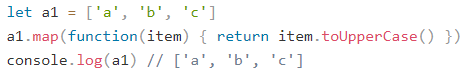 let a1 = ['a', 'b', 'c']
a1.map(function(item) { return item.toUpperCase() })
console.log(a1) // ['a', 'b', 'c']